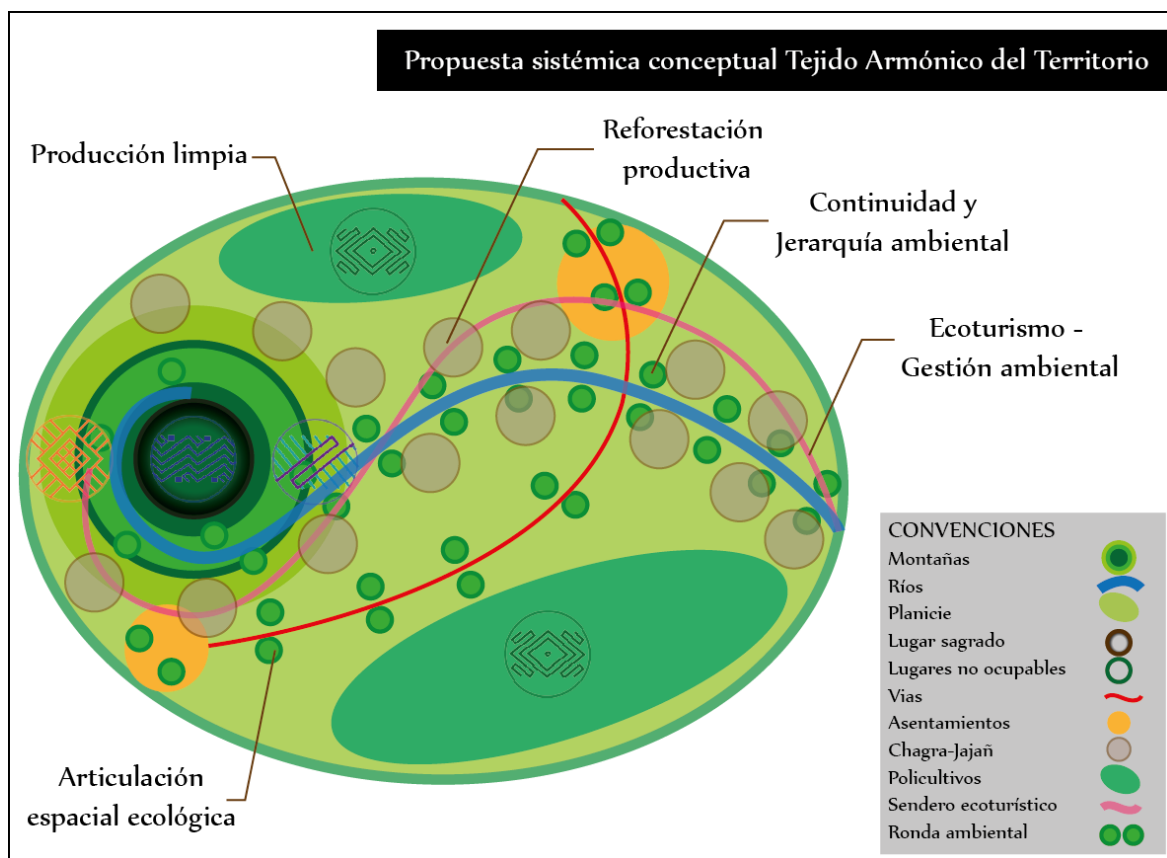 Propuesta sistémica conceptual Tejido Armónico del Territorio
Producción limpia
Reforestación
productiva
Continuidad y
Jerarquía ambiental
Ecoturismo -
Gestión ambiental
Articulación
espacial ecológica
CONVENCIONES
Montañas
Ríos
Planicie
Lugar sagrado
Lugares no ocupables
Vias
Asentamientos
Chagra-Jajañ
Policultivos
Sendero ecoturístico
Ronda ambiental